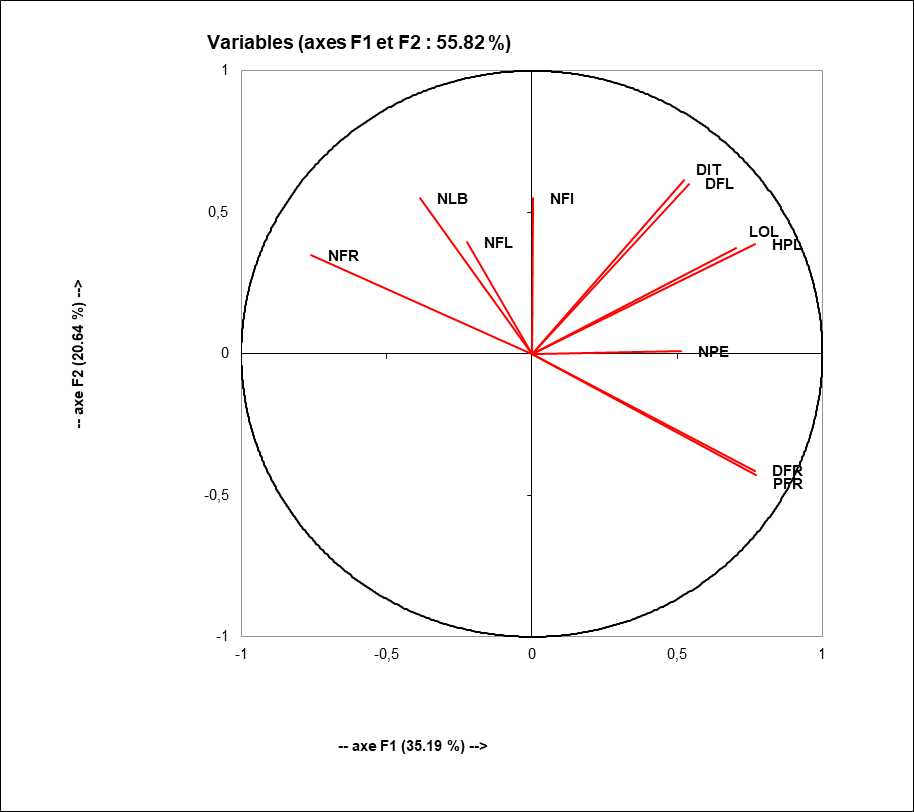 Variables (axes F1 et F2 : 55.82 %)
1
DIT
DFL
NLB
NFI
0,5
LOL
NFL
HPL
NFR
-- axe F2 (20.64 %) -->
0
NPE
DFR
PFR
-0,5
-1
-1
-0,5
0
0,5
1
-- axe F1 (35.19 %) -->